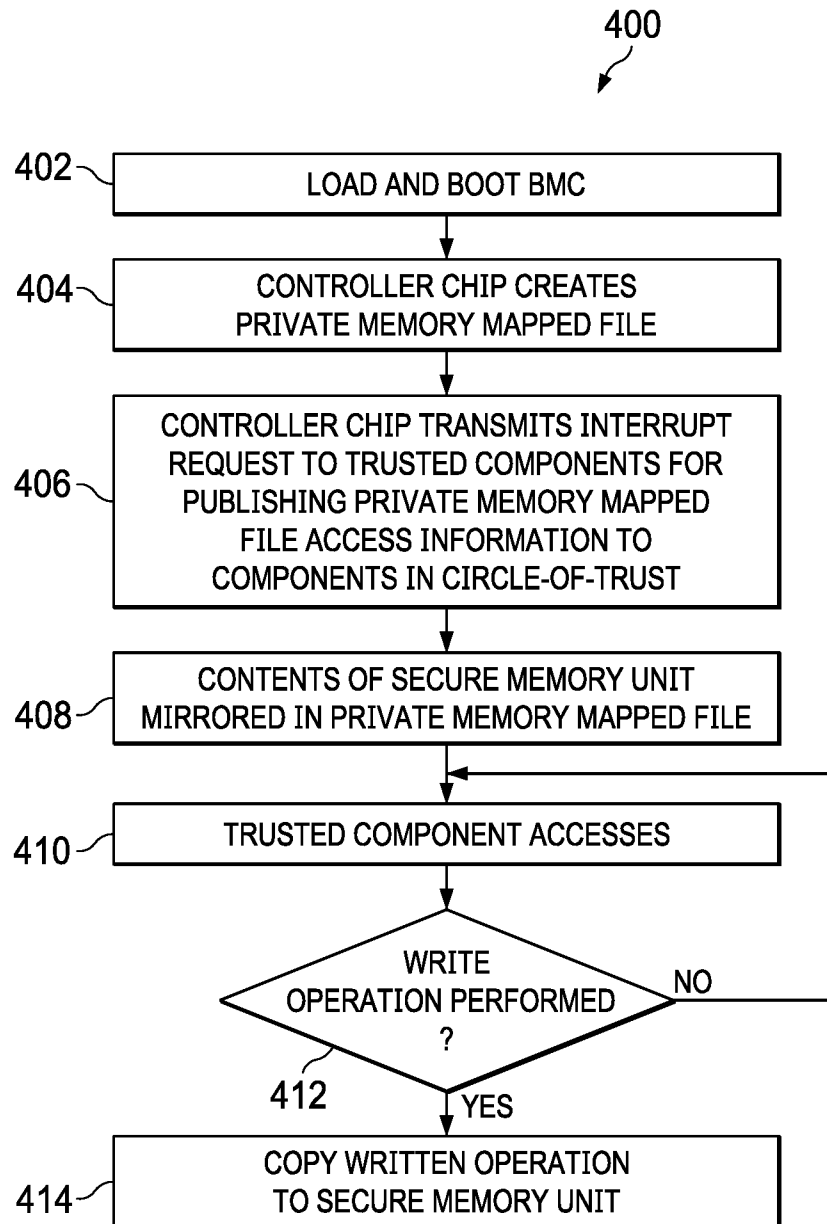 400
402
LOAD AND BOOT BMC
404
CONTROLLER CHIP CREATES
PRIVATE MEMORY MAPPED FILE
406
CONTROLLER CHIP TRANSMITS INTERRUPT
REQUEST TO TRUSTED COMPONENTS FOR
PUBLISHING PRIVATE MEMORY MAPPED
FILE ACCESS INFORMATION TO
COMPONENTS IN CIRCLE-OF-TRUST
408
CONTENTS OF SECURE MEMORY UNIT
MIRRORED IN PRIVATE MEMORY MAPPED FILE
410
TRUSTED COMPONENT ACCESSES
WRITE
OPERATION PERFORMED
?
NO
412
YES
414
COPY WRITTEN OPERATION
TO SECURE MEMORY UNIT